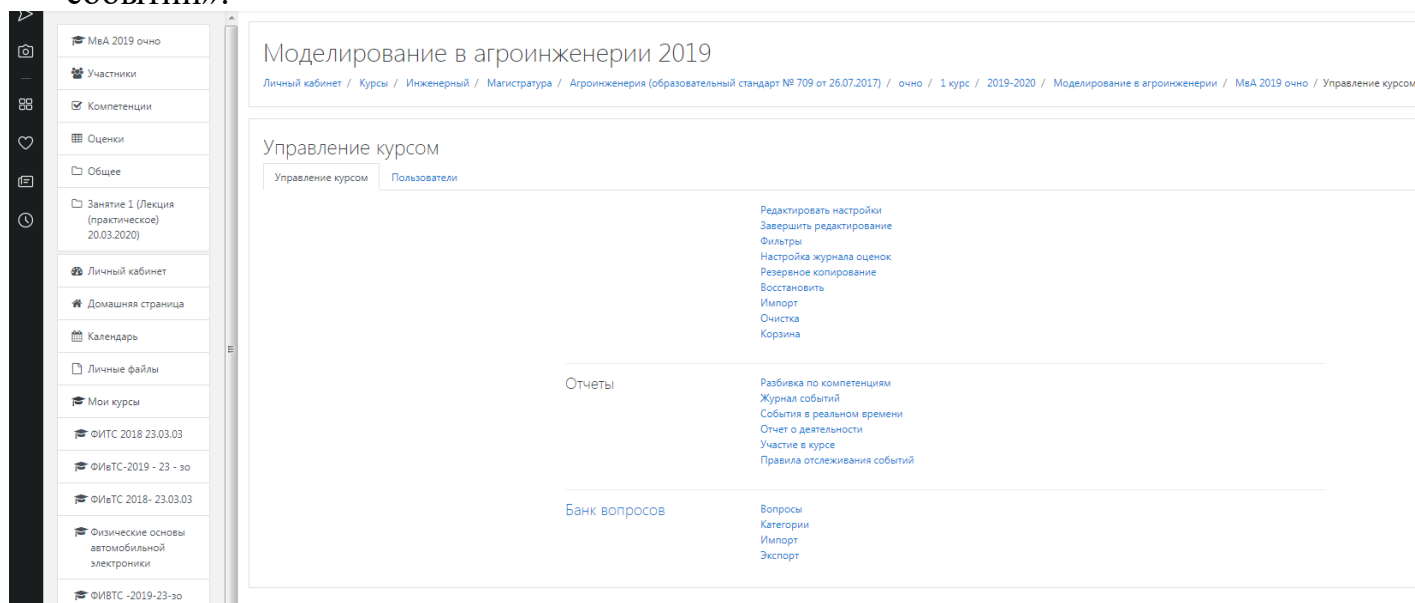 событий».
МвА 2019 очно
Участники
Компетенции
Оценки
Общее
Занятие 1 (Лекция
(практическое)
20.03.2020)
Личный кабинет
Домашняя страница
Календарь
Личные файлы
Мои курсы
ФИТС 2018 23.03.03
ФИвТС-2019 - 23 - зо
ФИвТС 2018- 23.03.03
Физические основы
автомобильной
электроники
ФИВТС -2019-23-зо
Моделирование в агроинженерии 2019
Личный кабинет / Курсы / Инженерный / Магистратура / Агроинженерия (образовательный стандарт № 709 от 26.07.2017) / очно / 1 курс / 2019-2020 / Моделирование в агроинженерии / МвА 2019 очно / Управление курсом
Управление курсом
Управление курсом Пользователи
Редактировать настройки
Завершить редактирование
Фильтры
Настройка журнала оценок
Резервное копирование
Восстановить
Импорт
Очистка
Корзина
Отчеты
Разбивка по компетенциям
Журнал событий
События в реальном времени
Отчет о деятельности
Участие в курсе
Правила отслеживания событий
Банк вопросов
Вопросы
Категории
Импорт
Экспорт